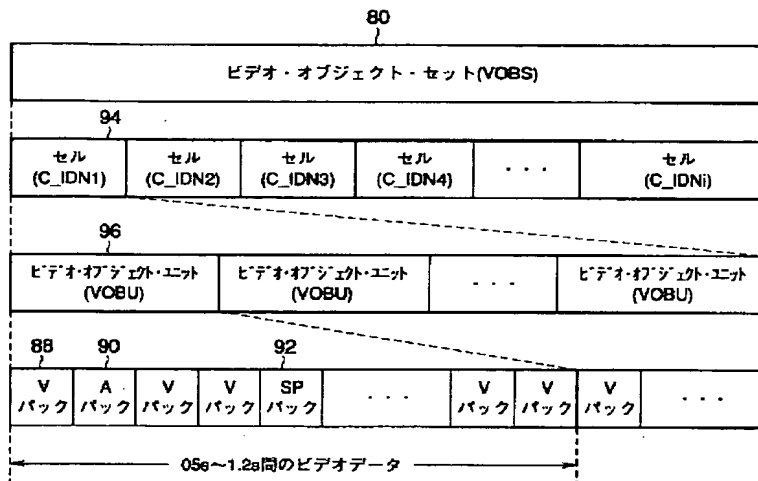 80
ビデオ・オブジェクト・セット(VOBS)
94
セル セル セル セル ・・・ セル
(C_IDN1) (C_IDN2) (C_IDN3) (C_IDN4) (C_IDNi)
96
ビデオ・オブジェクト・ユニット ビデオ・オブジェクト・ユニット ・・・ ビデオ・オブジェクト・ユニット
(VOBU) (VOBU) (VOBU)
88 90 92
V A V V SP ・・・ V V V ・・・
パック パック パック パック パック パック パック パック
05s～1.2s間のビデオデータ